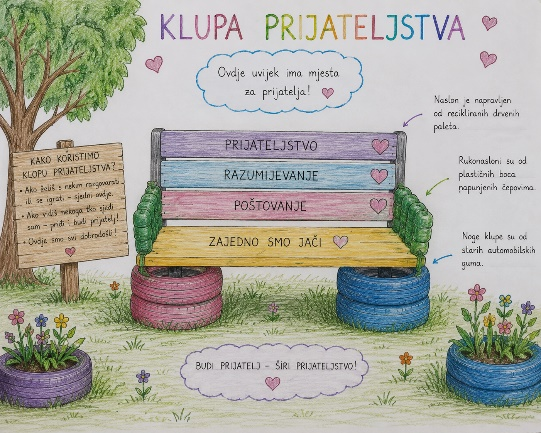 KLUPA PRIJATELJSTVA
Ovdje uvijek ima mjesta
za prijatelja!
Naslon je napravljen
od recikliranih drvenih
paleta.
PRIJATELJSTVO
RAZUMIJEVANJE
POŠTOVANJE
ZAJEDNO SMO JAČI
KAKO KORISTIMO
KLUPU PRIJATELJSTVA?
• Ako želiš s nekim razgovarati
ili se igrati - sjedni ovdje.
• Ako vidiš nekoga tko sjedi
sam - priđi i budi prijatelj!
• Ovdje smo svi dobrodošli!
Rukonasloni su od
plastičnih boca
napunjenih čepovima.
Noge klupe su od
starih automobilskih
guma.
BUDI PRIJATELJ - ŠIRI PRIJATELJSTVO!